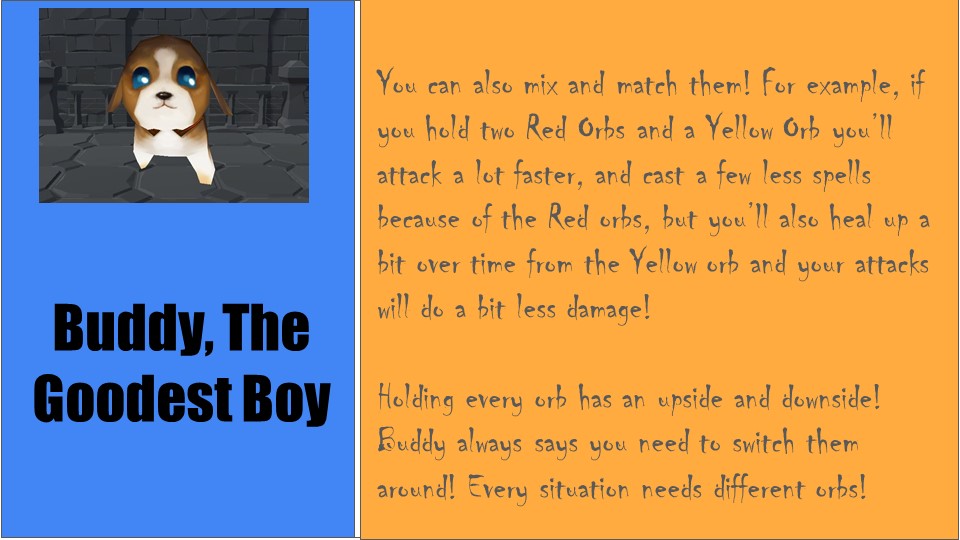 Buddy, The
Goodest Boy
You can also mix and match them! For example, if
you hold two Red Orbs and a Yellow Orb you'll
attack a lot faster, and cast a few less spells
because of the Red orbs, but you'll also heal up a
bit over time from the Yellow orb and your attacks
will do a bit less damage!
Holding every orb has an upside and downside!
Buddy always says you need to switch them
around! Every situation needs different orbs!